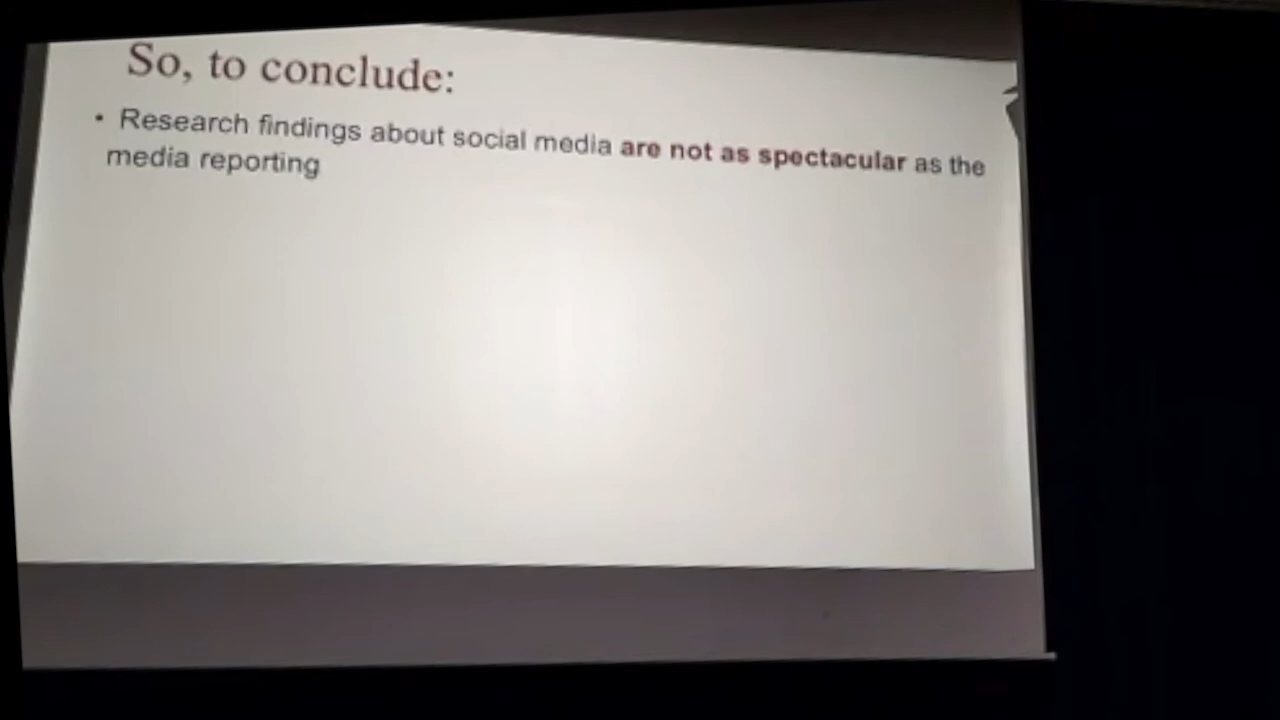 So, to conclude:
• Research findings about social media are not as spectacular as the
media reporting